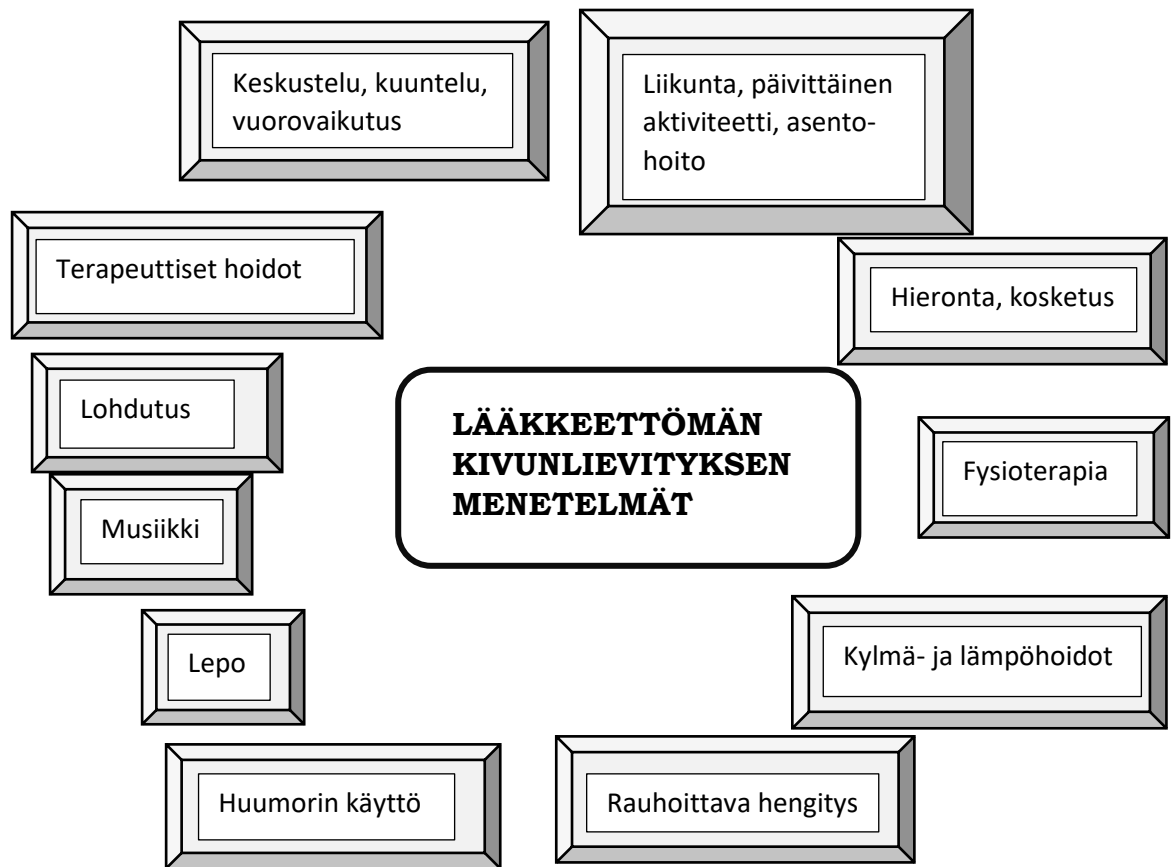 Keskustelu, kuuntelu,
vuorovaikutus
Liikunta, päivittäinen
aktiviteetti, asento-
hoito
Terapeuttiset hoidot
Hieronta, kosketus
Lohdutus
LÄÄKKEETTÖMÄN
KIVUNLIEVITYKSEN
MENETELMÄT
Fysioterapia
Musiikki
Lepo
Kylmä- ja lämpöhoidot
Huumorin käyttö
Rauhoittava hengitys